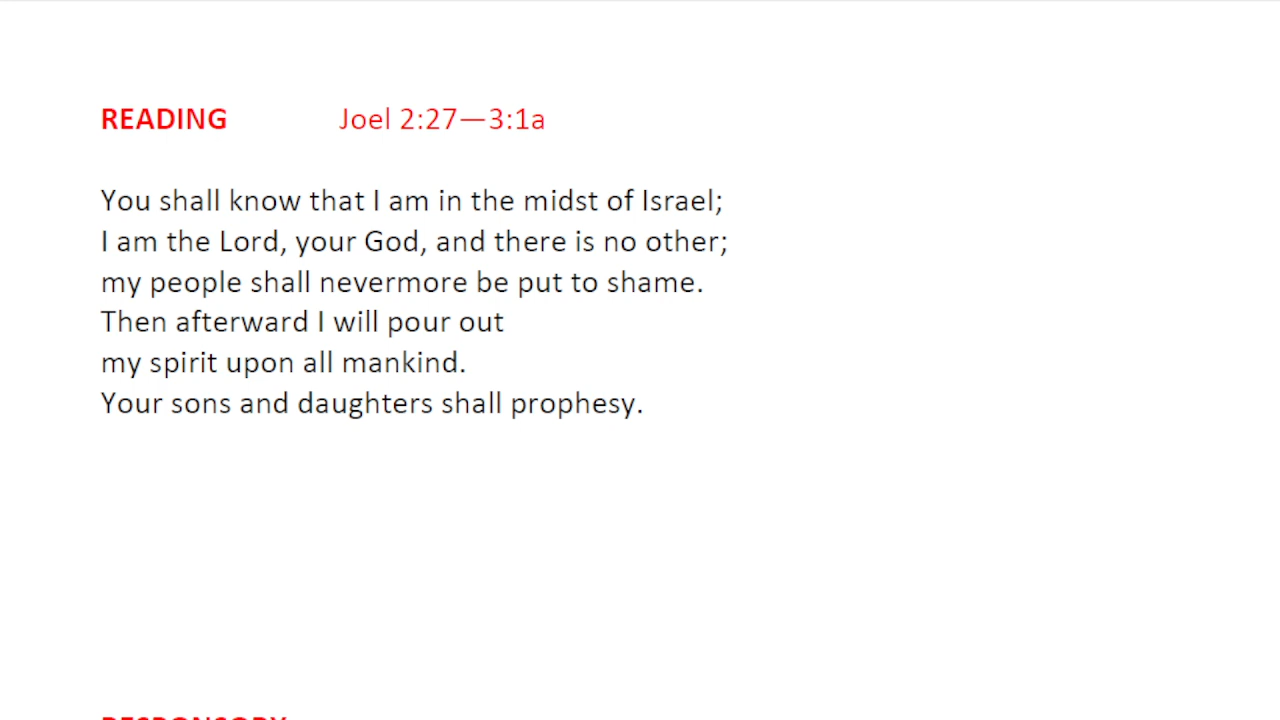 READING Joel 2:27—3:1a
You shall know that I am in the midst of Israel;
I am the Lord, your God, and there is no other;
my people shall nevermore be put to shame.
Then afterward I will pour out
my spirit upon all mankind.
Your sons and daughters shall prophesy.
RESPONSORY